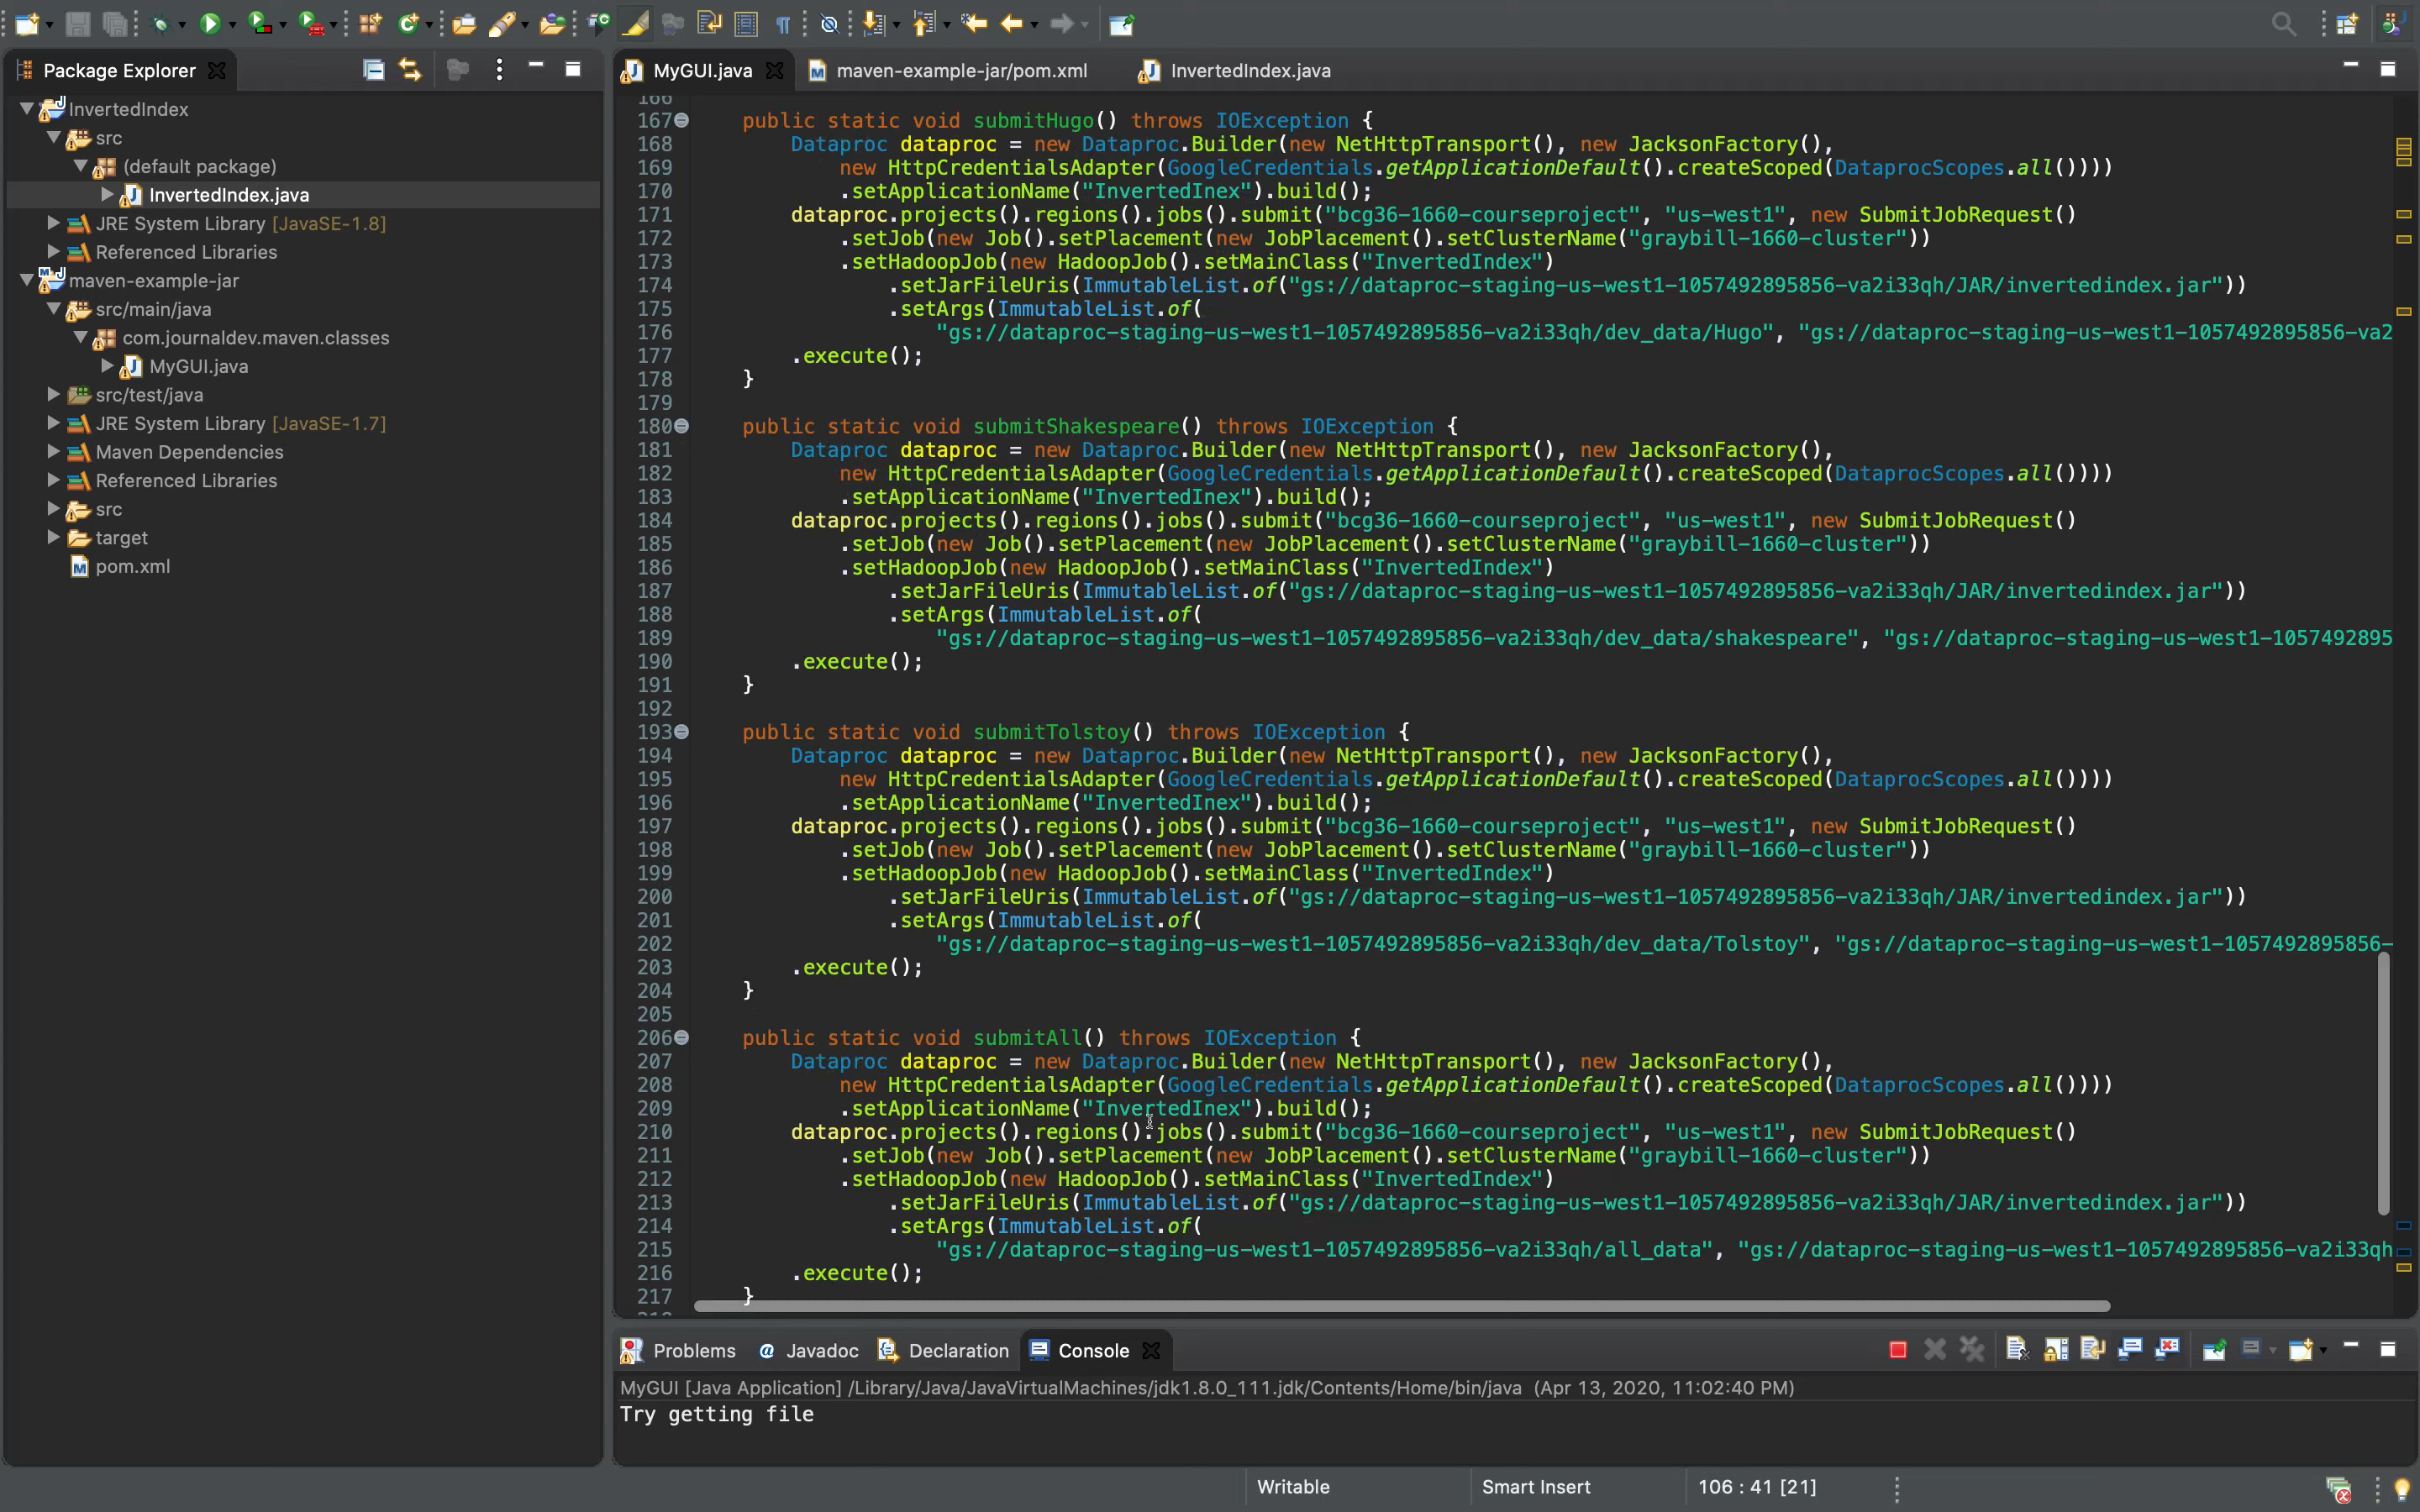 Package Explorer
InvertedIndex
src
(default package)
InvertedIndex.java
JRE System Library [JavaSE-1.8]
Referenced Libraries
maven-example-jar
src/main/java
com.journaldev.maven.classes
MyGUI.java
src/test/java
JRE System Library [JavaSE-1.7]
Maven Dependencies
Referenced Libraries
src
target
pom.xml
MyGUI.java maven-example-jar/pom.xml InvertedIndex.java
166
167 public static void submitHugo() throws IOException {
168 Dataproc dataproc = new Dataproc.Builder(new NetHttpTransport(), new JacksonFactory(),
169 new HttpCredentialsAdapter(GoogleCredentials.getApplicationDefault().createScoped(DataprocScopes.all())))
170 .setApplicationName("InvertedInex").build();
171 dataproc.projects().regions().jobs().submit("bcg36-1660-courseproject", "us-west1", new SubmitJobRequest()
172 .setJob(new Job().setPlacement(new JobPlacement().setClusterName("graybill-1660-cluster"))
173 .setHadoopJob(new HadoopJob().setMainClass("InvertedIndex")
174 .setJarFileUris(ImmutableList.of("gs://dataproc-staging-us-west1-1057492895856-va2i33qh/JAR/invertedindex.jar"))
175 .setArgs(ImmutableList.of(
176 "gs://dataproc-staging-us-west1-1057492895856-va2i33qh/dev_data/Hugo", "gs://dataproc-staging-us-west1-1057492895856-va2
177 .execute();
178 }
179
180 public static void submitShakespeare() throws IOException {
181 Dataproc dataproc = new Dataproc.Builder(new NetHttpTransport(), new JacksonFactory(),
182 new HttpCredentialsAdapter(GoogleCredentials.getApplicationDefault().createScoped(DataprocScopes.all())))
183 .setApplicationName("InvertedInex").build();
184 dataproc.projects().regions().jobs().submit("bcg36-1660-courseproject", "us-west1", new SubmitJobRequest()
185 .setJob(new Job().setPlacement(new JobPlacement().setClusterName("graybill-1660-cluster"))
186 .setHadoopJob(new HadoopJob().setMainClass("InvertedIndex")
187 .setJarFileUris(ImmutableList.of("gs://dataproc-staging-us-west1-1057492895856-va2i33qh/JAR/invertedindex.jar"))
188 .setArgs(ImmutableList.of(
189 "gs://dataproc-staging-us-west1-1057492895856-va2i33qh/dev_data/shakespeare", "gs://dataproc-staging-us-west1-1057492895
190 .execute();
191 }
192
193 public static void submitTolstoy() throws IOException {
194 Dataproc dataproc = new Dataproc.Builder(new NetHttpTransport(), new JacksonFactory(),
195 new HttpCredentialsAdapter(GoogleCredentials.getApplicationDefault().createScoped(DataprocScopes.all())))
196 .setApplicationName("InvertedInex").build();
197 dataproc.projects().regions().jobs().submit("bcg36-1660-courseproject", "us-west1", new SubmitJobRequest()
198 .setJob(new Job().setPlacement(new JobPlacement().setClusterName("graybill-1660-cluster"))
199 .setHadoopJob(new HadoopJob().setMainClass("InvertedIndex")
200 .setJarFileUris(ImmutableList.of("gs://dataproc-staging-us-west1-1057492895856-va2i33qh/JAR/invertedindex.jar"))
201 .setArgs(ImmutableList.of(
202 "gs://dataproc-staging-us-west1-1057492895856-va2i33qh/dev_data/Tolstoy", "gs://dataproc-staging-us-west1-1057492895856-
203 .execute();
204 }
205
206 public static void submitAll() throws IOException {
207 Dataproc dataproc = new Dataproc.Builder(new NetHttpTransport(), new JacksonFactory(),
208 new HttpCredentialsAdapter(GoogleCredentials.getApplicationDefault().createScoped(DataprocScopes.all())))
209 .setApplicationName("InvertedInex").build();
210 dataproc.projects().regions().jobs().submit("bcg36-1660-courseproject", "us-west1", new SubmitJobRequest()
211 .setJob(new Job().setPlacement(new JobPlacement().setClusterName("graybill-1660-cluster"))
212 .setHadoopJob(new HadoopJob().setMainClass("InvertedIndex")
213 .setJarFileUris(ImmutableList.of("gs://dataproc-staging-us-west1-1057492895856-va2i33qh/JAR/invertedindex.jar"))
214 .setArgs(ImmutableList.of(
215 "gs://dataproc-staging-us-west1-1057492895856-va2i33qh/all_data", "gs://dataproc-staging-us-west1-1057492895856-va2i33qh
216 .execute();
217 }
Problems @ Javadoc Declaration Console
MyGUI [Java Application] /Library/Java/JavaVirtualMachines/jdk1.8.0_111.jdk/Contents/Home/bin/java (Apr 13, 2020, 11:02:40 PM)
Try getting file
Writable Smart Insert 106 : 41 [21]